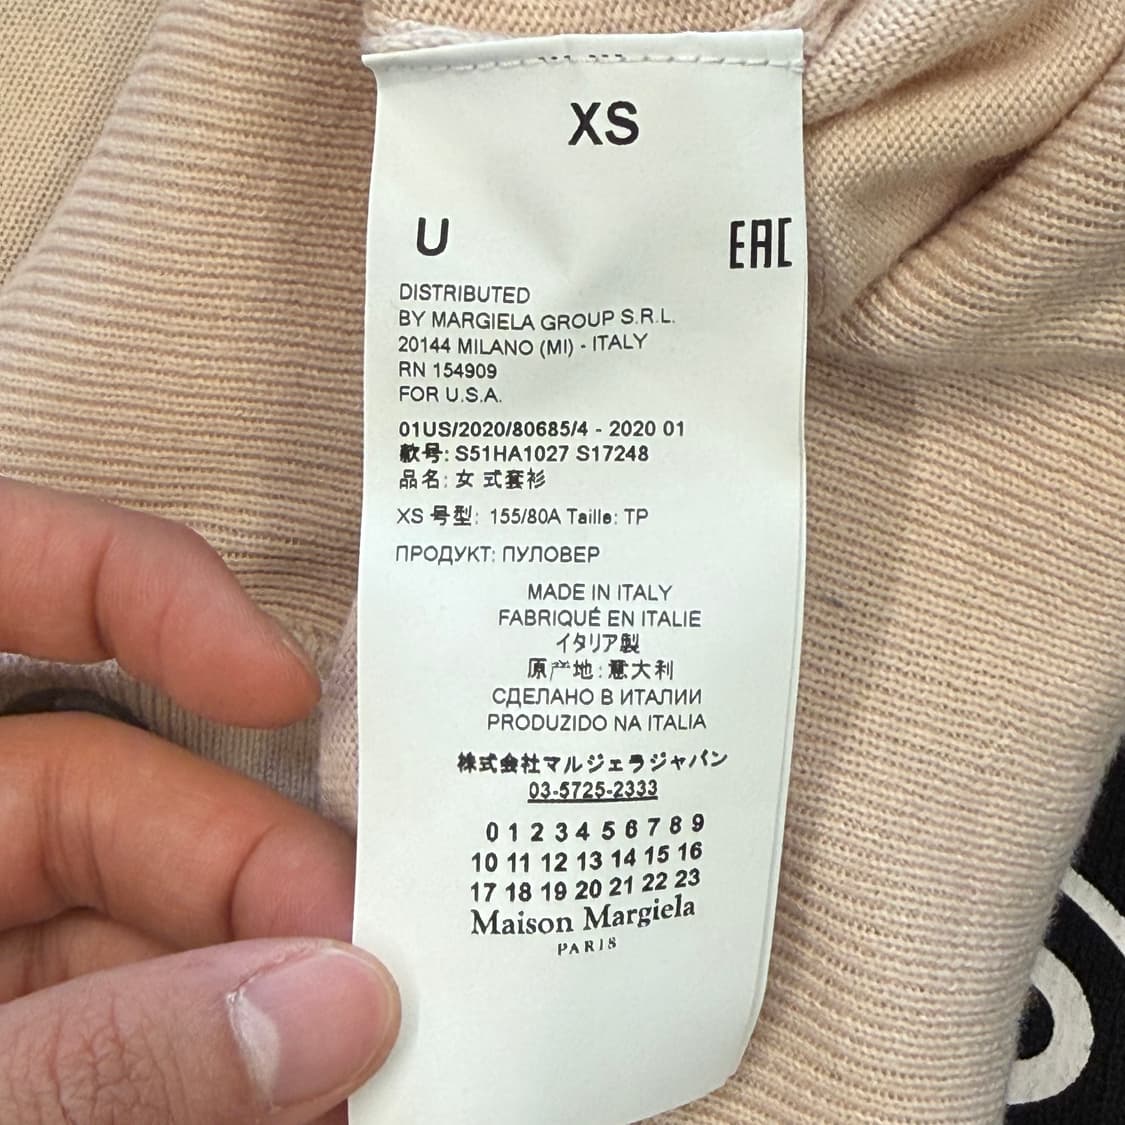 XS
U
EAC
DISTRIBUTED
BY MARGIELA GROUP S.R.L.
20144 MILANO (MI) - ITALY
RN 154909
FOR U.S.A.
01US/2020/80685/4 - 2020 01
款号: S51HA1027 S17248
品名: 女 式套衫
XS 号型: 155/80A Taille: TP
ПРОДУКТ: ПУЛОВЕР
MADE IN ITALY
FABRIQUÉ EN ITALIE
イタリア製
原产地: 意大利
СДЕЛАНО В ИТАЛИИ
PRODUZIDO NA ITALIA
株式会社マルジェラジャパン
03-5725-2333
0 1 2 3 4 5 6 7 8 9
10 11 12 13 14 15 16
17 18 19 20 21 22 23
Maison Margiela
PARIS